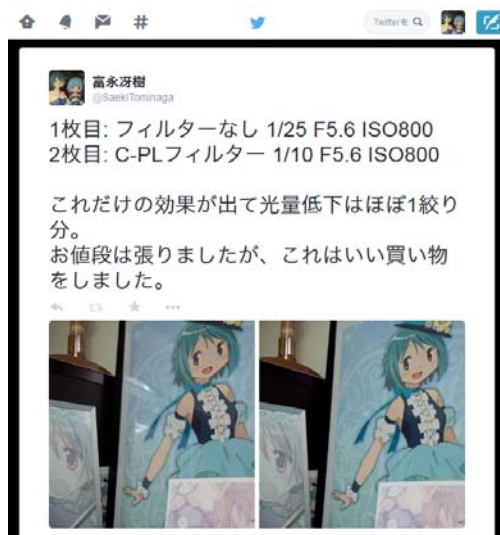 Twitterを
富永冴樹
@SaekiTominaga
1枚目: フィルターなし 1/25 F5.6 ISO800
2枚目: C-PLフィルター 1/10 F5.6 ISO800
これだけの効果が出て光量低下はほぼ1絞り
分。
お値段は張りましたが、これはいい買い物
をしました。